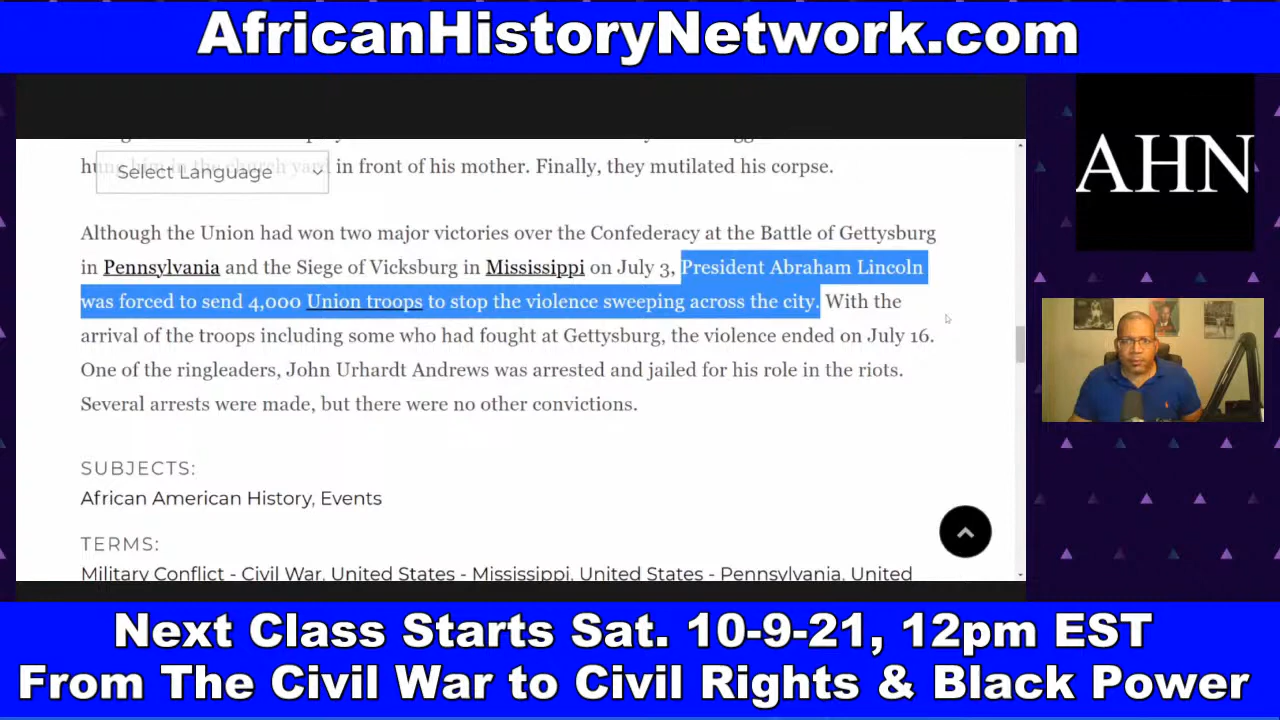 AfricanHistoryNetwork.com
AHN
hung him in the church yard in front of his mother. Finally, they mutilated his corpse.
Select Language
Although the Union had won two major victories over the Confederacy at the Battle of Gettysburg
in Pennsylvania and the Siege of Vicksburg in Mississippi on July 3, President Abraham Lincoln
was forced to send 4,000 Union troops to stop the violence sweeping across the city. With the
arrival of the troops including some who had fought at Gettysburg, the violence ended on July 16.
One of the ringleaders, John Urhardt Andrews was arrested and jailed for his role in the riots.
Several arrests were made, but there were no other convictions.
SUBJECTS:
African American History, Events
TERMS:
Military Conflict - Civil War, United States - Mississippi, United States - Pennsylvania, United
Next Class Starts Sat. 10-9-21, 12pm EST
From The Civil War to Civil Rights & Black Power